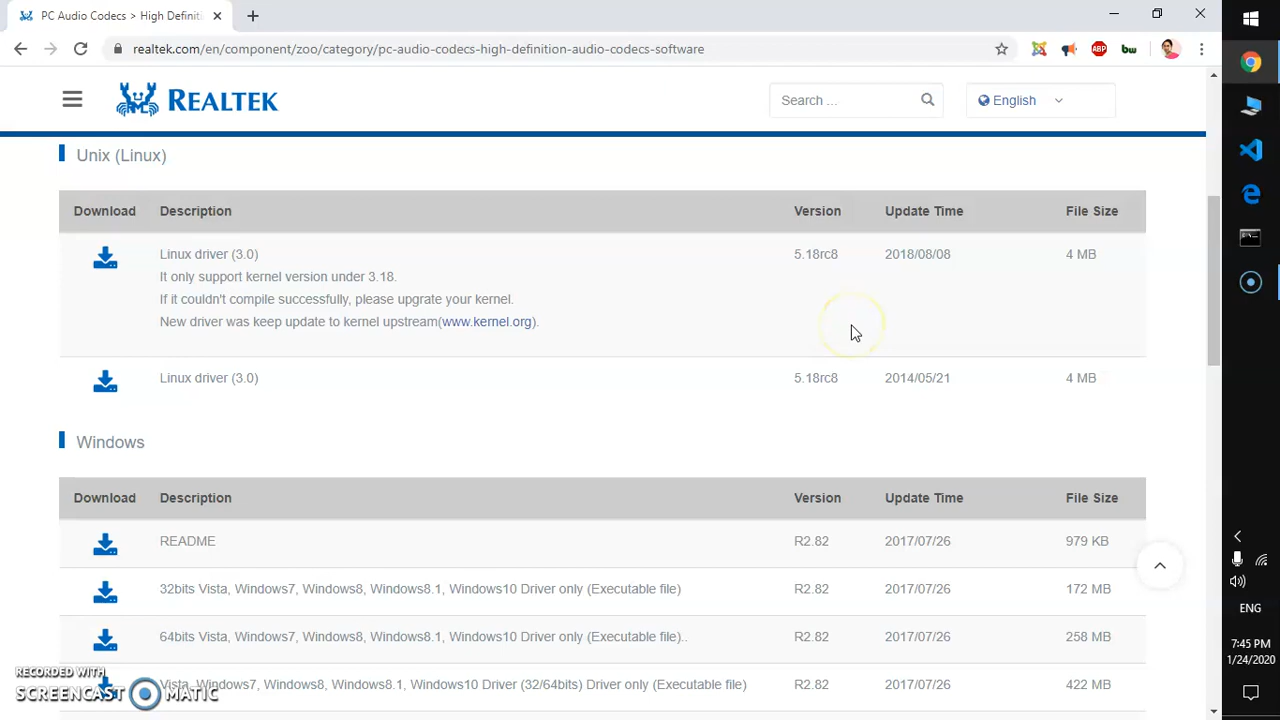 PC Audio Codecs > High Definiti
realtek.com/en/component/zoo/category/pc-audio-codecs-high-definition-audio-codecs-software
ABP
bw
REALTEK
Search ...
English
Unix (Linux)
Download Description Version Update Time File Size
Linux driver (3.0) 5.18rc8 2018/08/08 4 MB
It only support kernel version under 3.18.
If it couldn't compile successfully, please upgrate your kernel.
New driver was keep update to kernel upstream(www.kernel.org).
Linux driver (3.0) 5.18rc8 2014/05/21 4 MB
Windows
Download Description Version Update Time File Size
README R2.82 2017/07/26 979 KB
32bits Vista, Windows7, Windows8, Windows8.1, Windows10 Driver only (Executable file) R2.82 2017/07/26 172 MB
64bits Vista, Windows7, Windows8, Windows8.1, Windows10 Driver only (Executable file).. R2.82 2017/07/26 258 MB
Vista, Windows7, Windows8, Windows8.1, Windows10 Driver (32/64bits) Driver only (Executable file) R2.82 2017/07/26 422 MB
RECORDED WITH
SCREENCAST MATIC
ENG
7:45 PM
1/24/2020